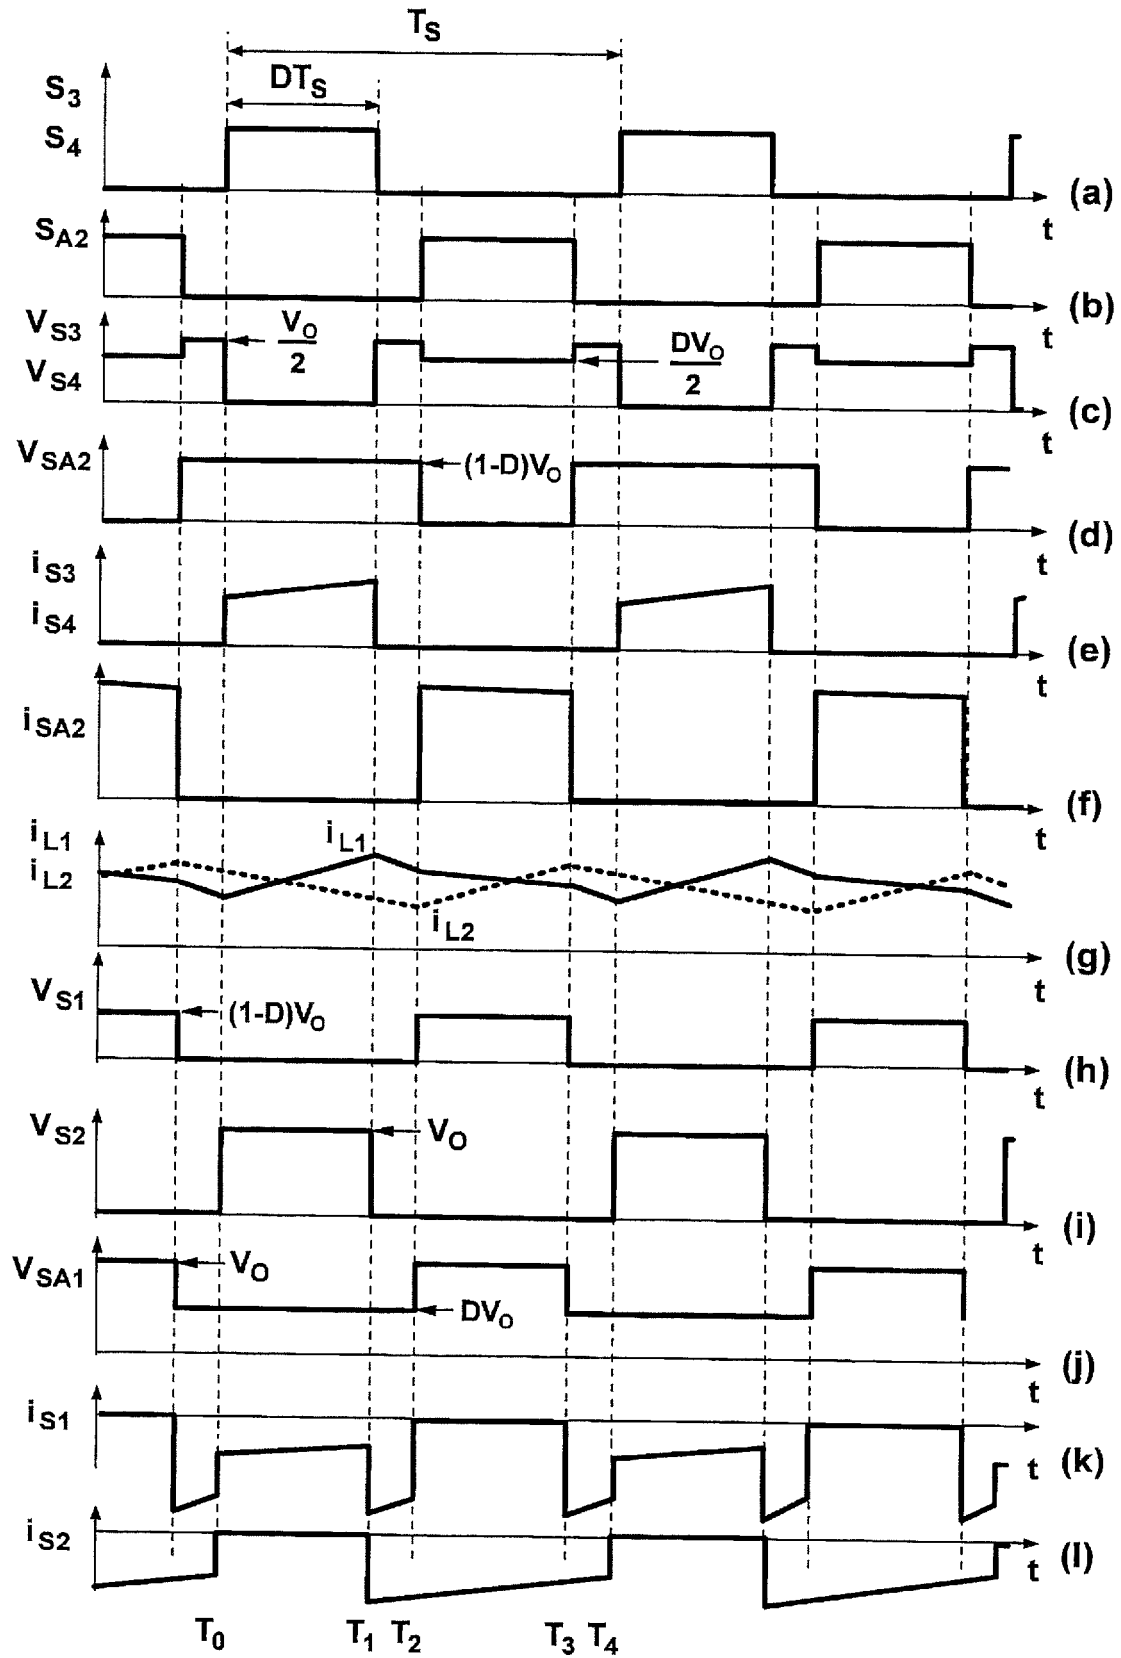 T_S
DT_S
S_3
S_4
t
(a)
S_A2
t
(b)
V_S3
V_S4
V_O
2
DV_O
2
t
(c)
V_SA2
(1-D)V_O
t
(d)
i_S3
i_S4
t
(e)
i_SA2
t
(f)
i_L1
i_L2
i_L1
i_L2
t
(g)
V_S1
(1-D)V_O
t
(h)
V_S2
V_O
t
(i)
V_SA1
V_O
DV_O
t
(j)
i_S1
t
(k)
i_S2
t
(l)
T_0 T_1 T_2 T_3 T_4